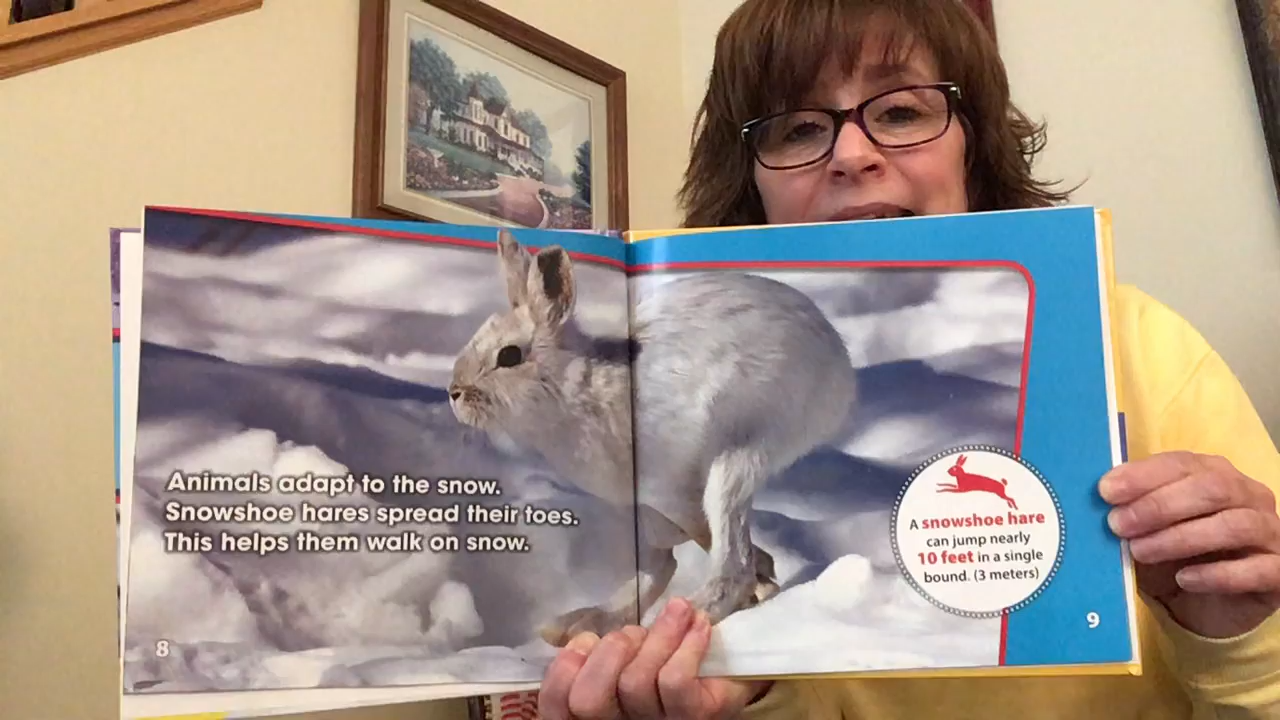 Animals adapt to the snow.
Snowshoe hares spread their toes.
This helps them walk on snow.
8
A snowshoe hare
can jump nearly
10 feet in a single
bound. (3 meters)
9